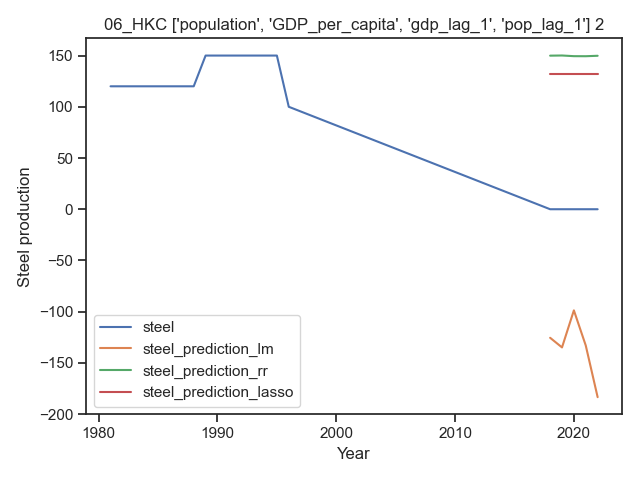 06_HKC ['population', 'GDP_per_capita', 'gdp_lag_1', 'pop_lag_1'] 2
150
100
50
0
−50
−100
−150
−200
Steel production
steel
steel_prediction_lm
steel_prediction_rr
steel_prediction_lasso
1980
1990
2000
2010
2020
Year